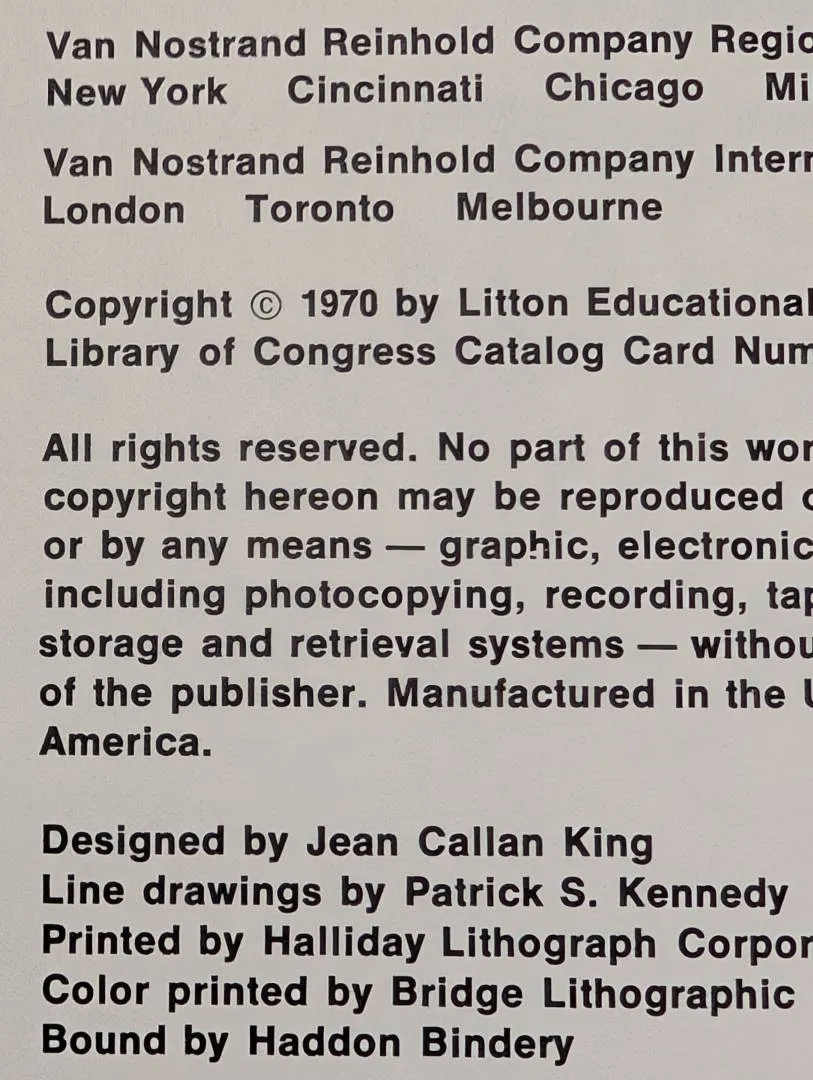 Van Nostrand Reinhold Company Regio
New York Cincinnati Chicago Mi
Van Nostrand Reinhold Company Intern
London Toronto Melbourne
Copyright © 1970 by Litton Educational
Library of Congress Catalog Card Num
All rights reserved. No part of this wor
copyright hereon may be reproduced o
or by any means — graphic, electronic
including photocopying, recording, tap
storage and retrieval systems — withou
of the publisher. Manufactured in the U
America.
Designed by Jean Callan King
Line drawings by Patrick S. Kennedy
Printed by Halliday Lithograph Corpor
Color printed by Bridge Lithographic
Bound by Haddon Bindery